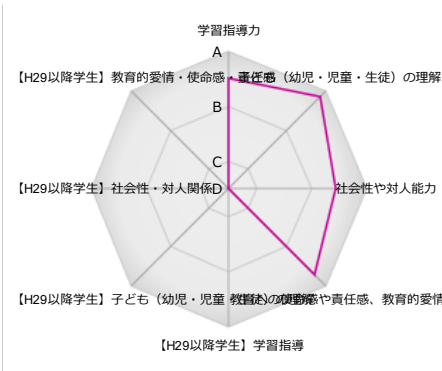 学習指導力
A
【H29以降学生】教育的愛情・使命感・責任感
子ども（幼児・児童・生徒）の理解
B
C
【H29以降学生】社会性・対人関係
D
社会性や対人能力
【H29以降学生】子ども（幼児・児童・生徒）の理解
使命感や責任感、教育的愛情
【H29以降学生】学習指導